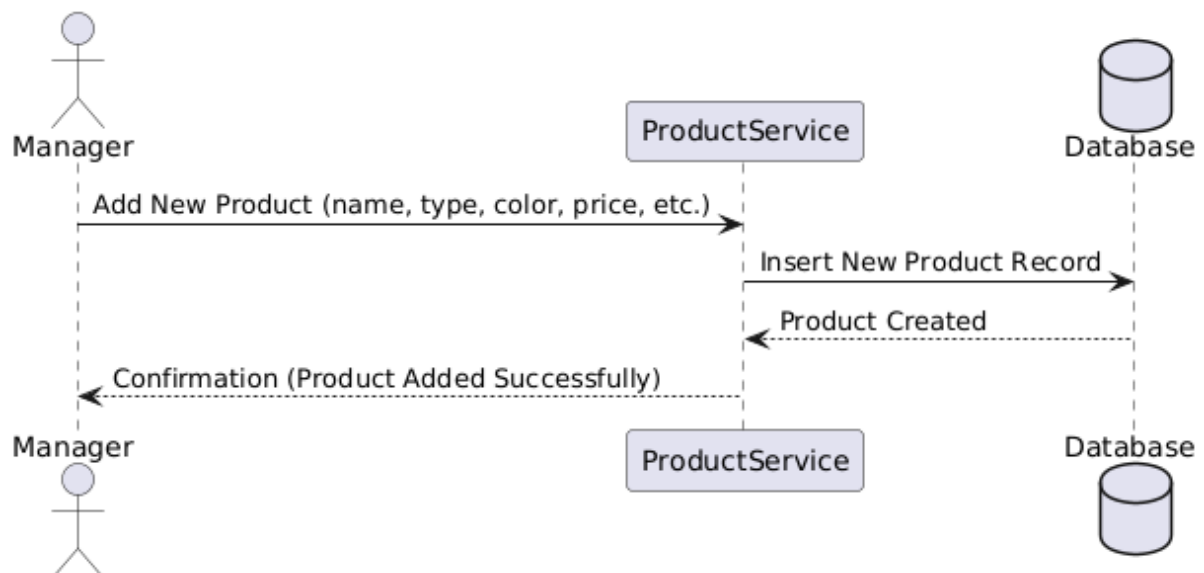 Manager
ProductService
Database
Add New Product (name, type, color, price, etc.)
Insert New Product Record
Product Created
Confirmation (Product Added Successfully)
Manager
ProductService
Database